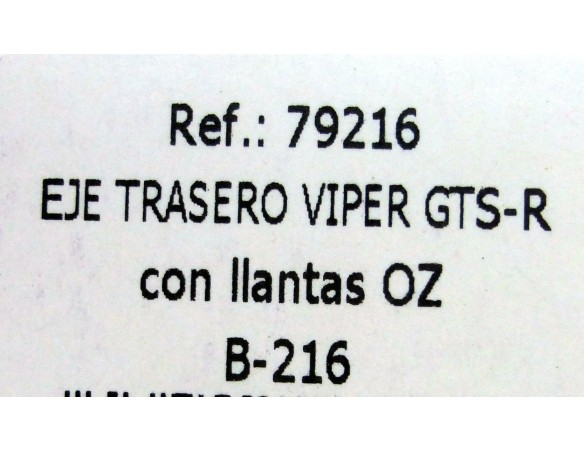 Ref.: 79216
EJE TRASERO VIPER GTS-R
con llantas OZ
B-216